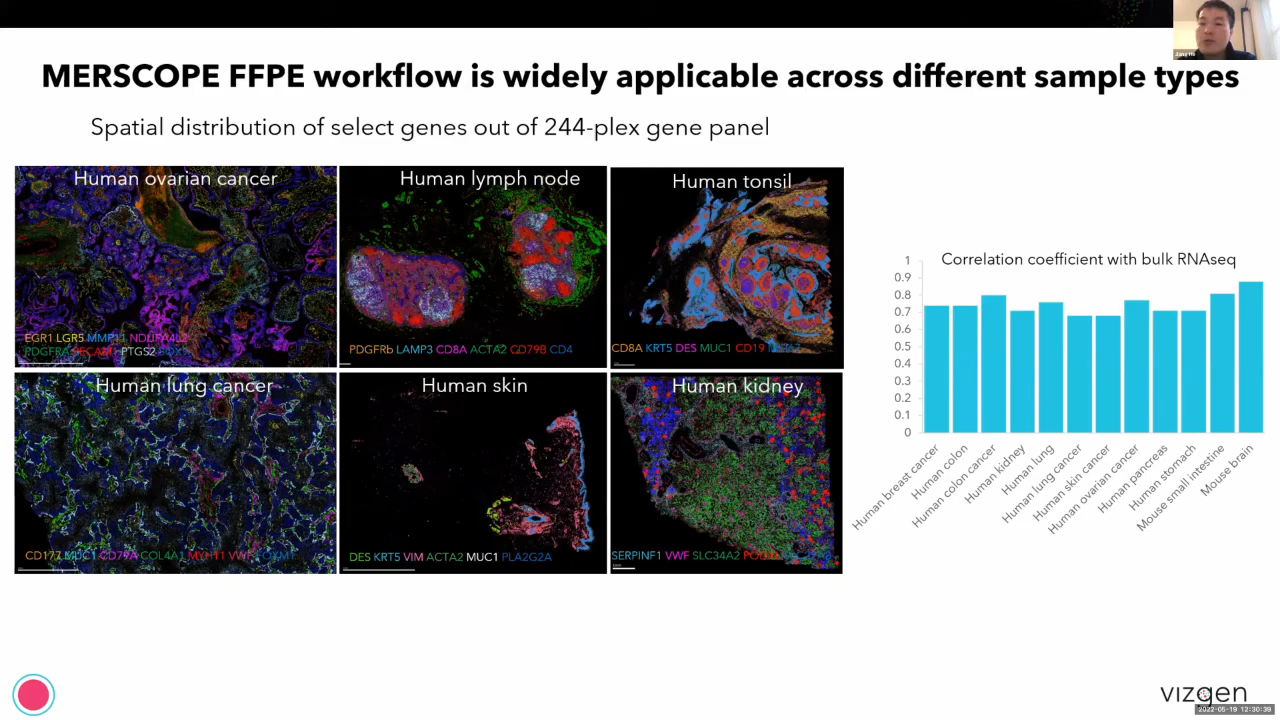 MERSCOPE FFPE workflow is widely applicable across different sample types
Spatial distribution of select genes out of 244-plex gene panel
Human ovarian cancer
EGR1 LGR5 MMP11 NDUFA4L2
PDGFRA PECAM1 PTGS2
Human lymph node
PDGFRb LAMP3 CD8A ACTA2 CD79B CD4
Human tonsil
CD8A KRT5 DES MUC1 CD19
Human lung cancer
CD177 MUC1 CD79A COL4A1 MYH11 VWF
Human skin
DES KRT5 VIM ACTA2 MUC1 PLA2G2A
Human kidney
SERPINF1 VWF SLC34A2
Correlation coefficient with bulk RNAseq
1
0.9
0.8
0.7
0.6
0.5
0.4
0.3
0.2
0.1
0
Human breast cancer
Human colon
Human colon cancer
Human kidney
Human lung
Human lung cancer
Human skin cancer
Human ovarian cancer
Human pancreas
Human stomach
Mouse small intestine
Mouse brain
vizgen
2022-05-19 12:30:39